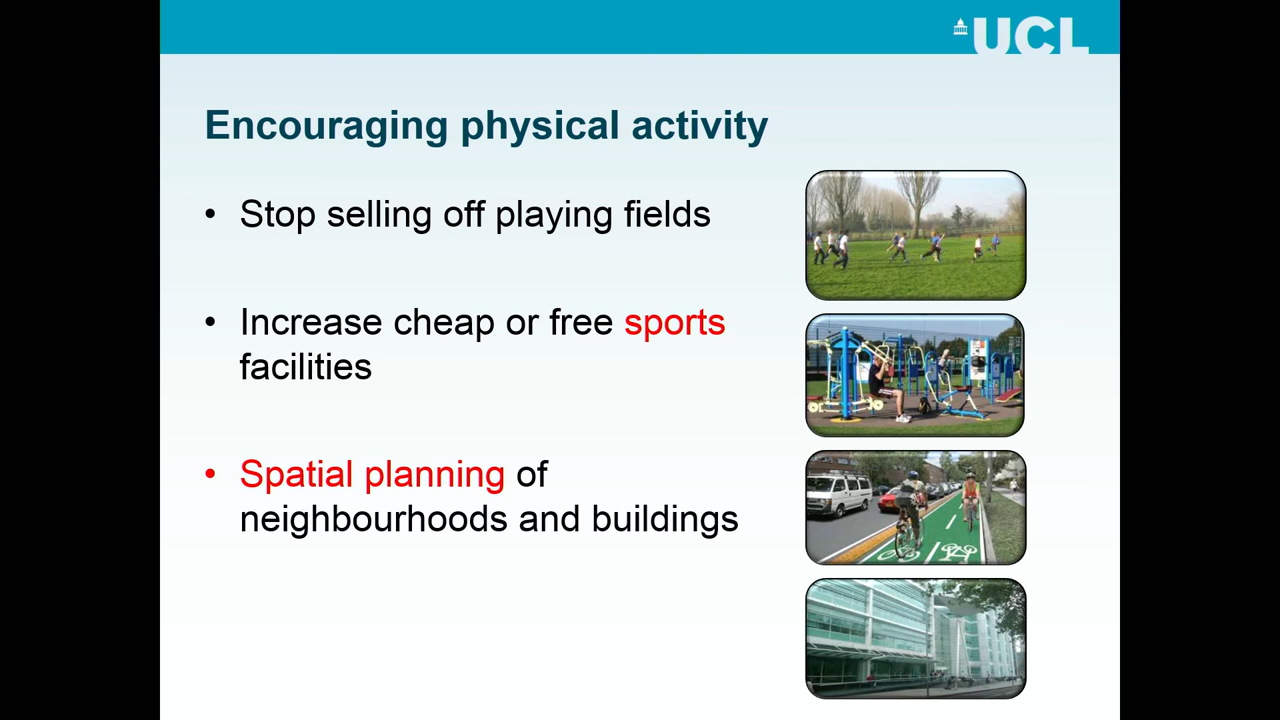 UCL
Encouraging physical activity
• Stop selling off playing fields
• Increase cheap or free sports
facilities
• Spatial planning of
neighbourhoods and buildings